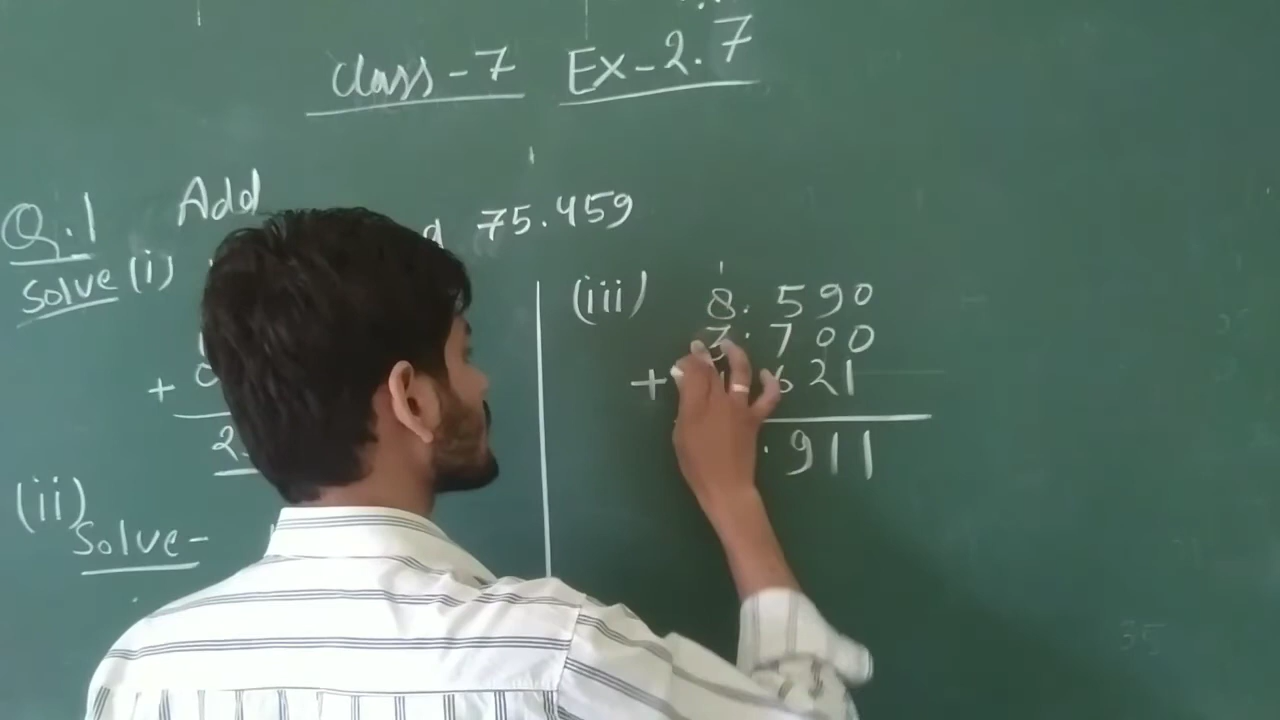 Class-7 Ex-2.7
Q.1 Add
75.459
Solve (i)
+
(ii)
Solve-
(iii) 8.590
3.700
+ 621
.911